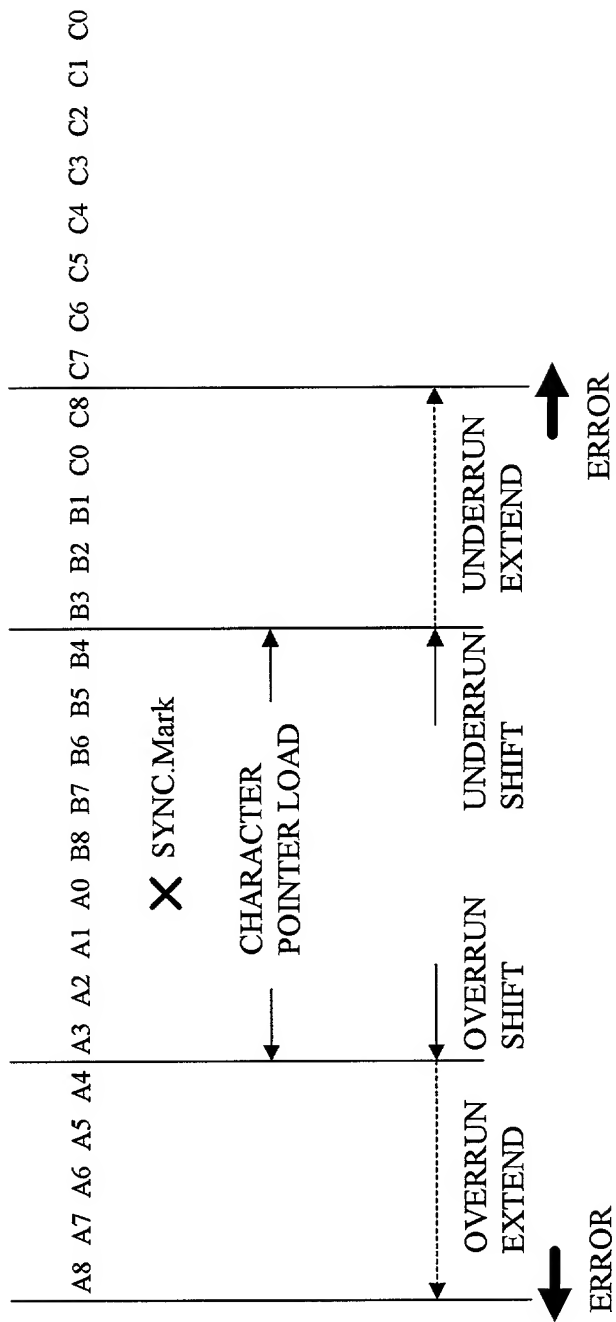 A8 A7 A6 A5 A4 A3 A2 A1 A0 B8 B7 B6 B5 B4 B3 B2 B1 C0 C8 C7 C6 C5 C4 C3 C2 C1 C0
X SYNC.Mark
CHARACTER
POINTER LOAD
OVERRUN
EXTEND
OVERRUN
SHIFT
UNDERRUN
SHIFT
UNDERRUN
EXTEND
ERROR
ERROR